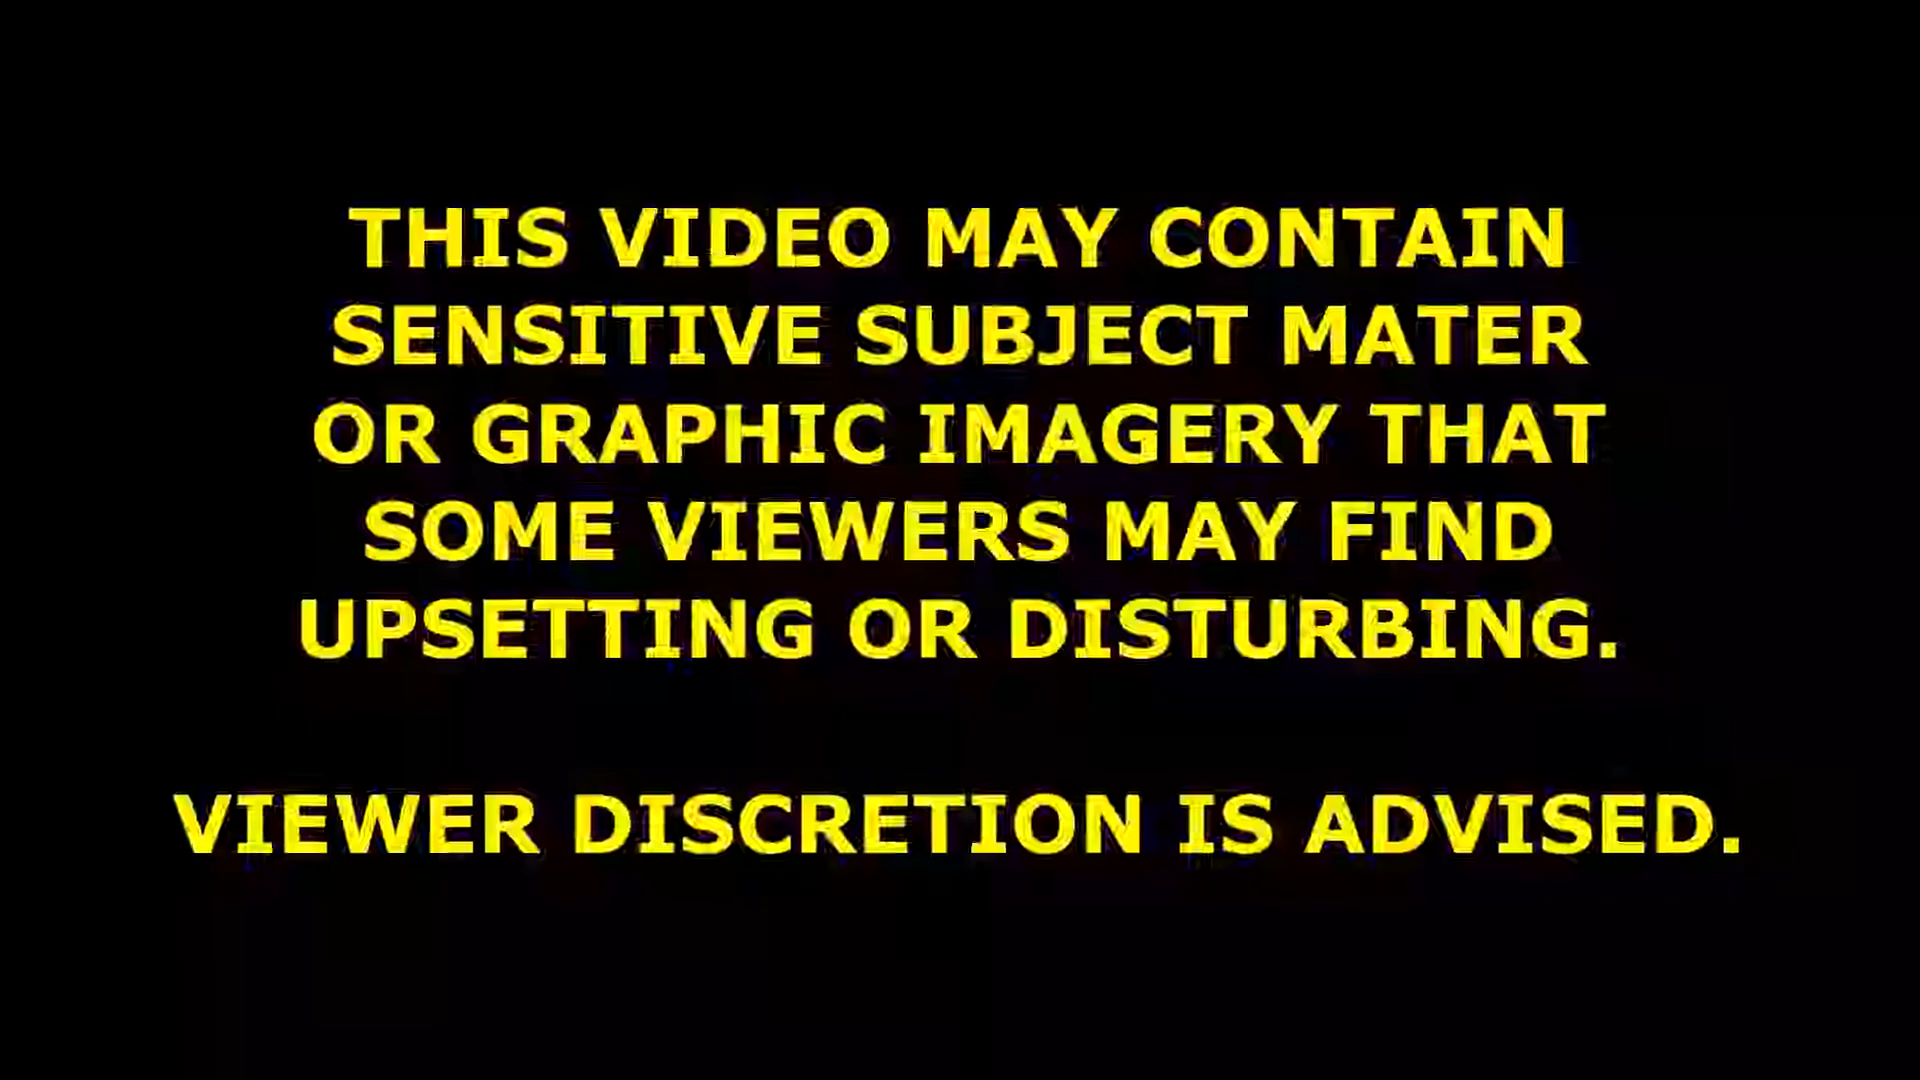 THIS VIDEO MAY CONTAIN
SENSITIVE SUBJECT MATER
OR GRAPHIC IMAGERY THAT
SOME VIEWERS MAY FIND
UPSETTING OR DISTURBING.
VIEWER DISCRETION IS ADVISED.